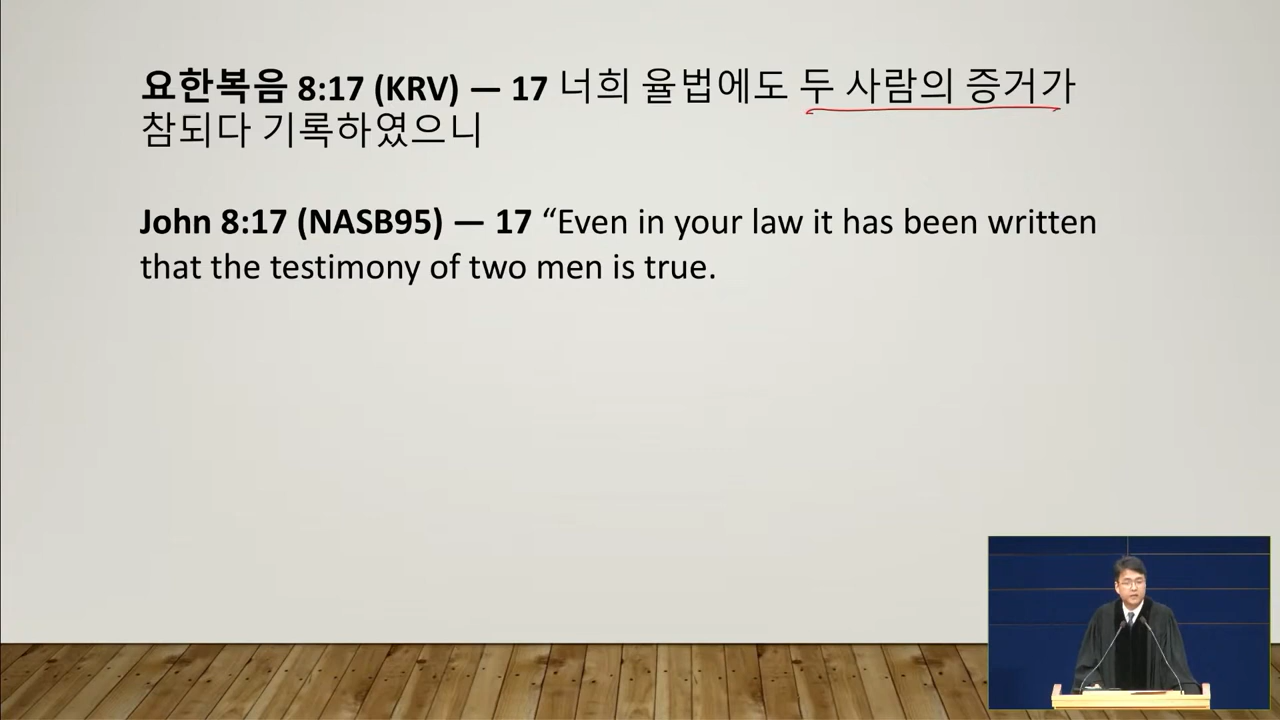 요한복음 8:17 (KRV) — 17 너희 율법에도 두 사람의 증거가
참되다 기록하였으니
John 8:17 (NASB95) — 17 “Even in your law it has been written
that the testimony of two men is true.